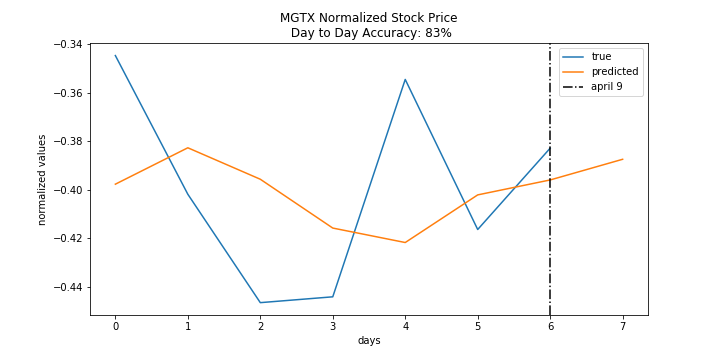 MGTX Normalized Stock Price
Day to Day Accuracy: 83%
−0.34
−0.36
−0.38
−0.40
−0.42
−0.44
normalized values
true
predicted
april 9
0 1 2 3 4 5 6 7
days